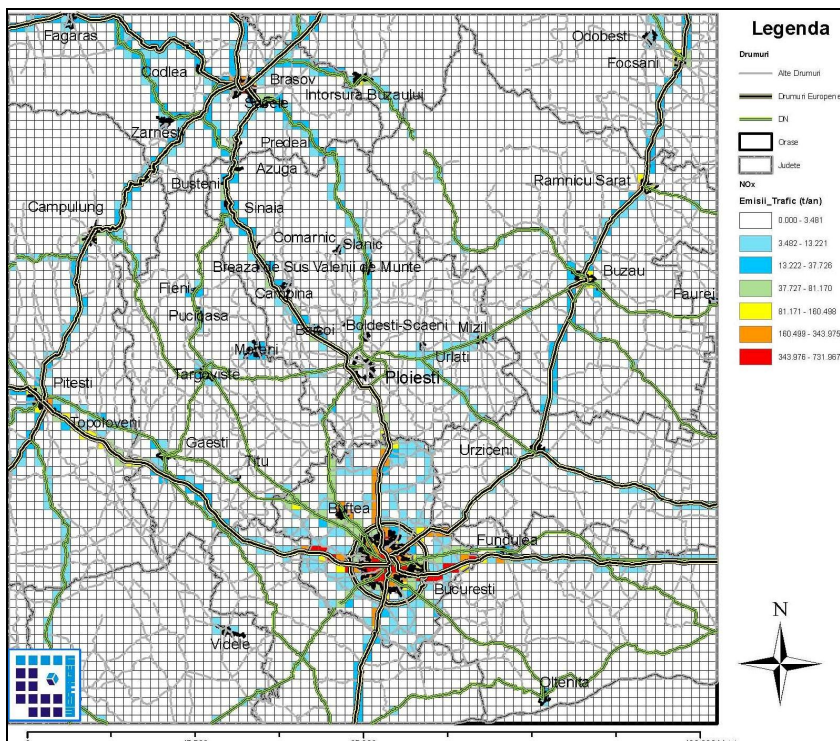 Legenda
Drumuri
Alte Drumuri
Drumuri Europene
DN
Orase
Judete
NOx
Emisii_Trafic (t/an)
0.000 - 3.481
3.482 - 13.221
13.222 - 37.726
37.727 - 81.170
81.171 - 160.498
160.499 - 343.975
343.976 - 731.967
N
Fagaras
Odobesti
Focsani
Codlea
Brasov
Sacele
Intorsura Buzaului
Zarnesti
Predeal
Azuga
Busteni
Ramnicu Sarat
Sinaia
Campulung
Comarnic
Slanic
Breaza de Sus
Valenii de Munte
Buzau
Fieni
Campina
Faurei
Pucioasa
Baicoi
Boldesti-Scaeni
Mizil
Moreni
Urlati
Targoviste
Ploiesti
Pitesti
Topoloveni
Gaesti
Urziceni
Titu
Buftea
Fundulea
Bucuresti
Videle
Oltenita